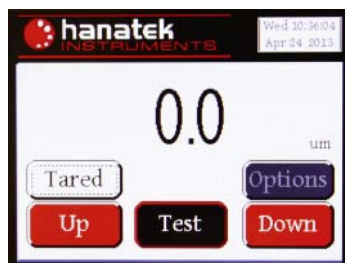 hanatek
INSTRUMENTS
Wed 10:36:04
Apr 24 2013
0.0
um
Tared
Options
Up
Test
Down